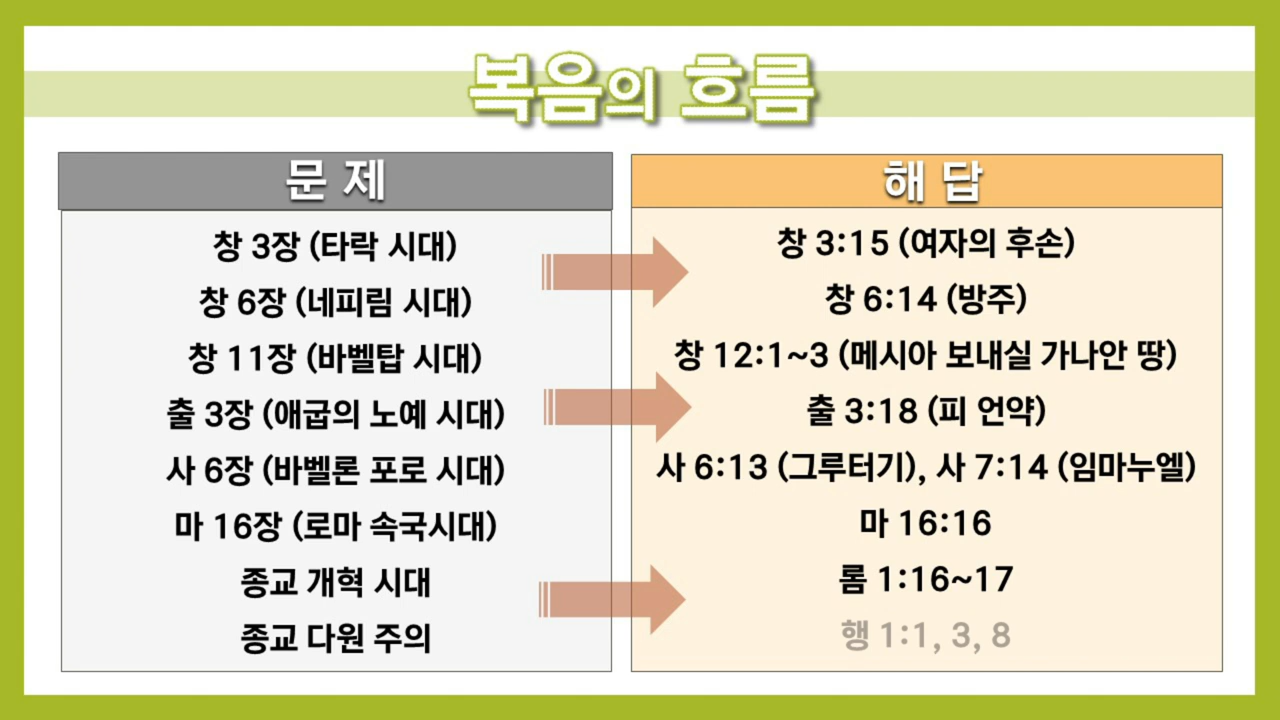 복음의 흐름
문 제
창 3장 (타락 시대)
창 6장 (네피림 시대)
창 11장 (바벨탑 시대)
출 3장 (애굽의 노예 시대)
사 6장 (바벨론 포로 시대)
마 16장 (로마 속국시대)
종교 개혁 시대
종교 다원 주의
해 답
창 3:15 (여자의 후손)
창 6:14 (방주)
창 12:1~3 (메시아 보내실 가나안 땅)
출 3:18 (피 언약)
사 6:13 (그루터기), 사 7:14 (임마누엘)
마 16:16
롬 1:16~17
행 1:1, 3, 8